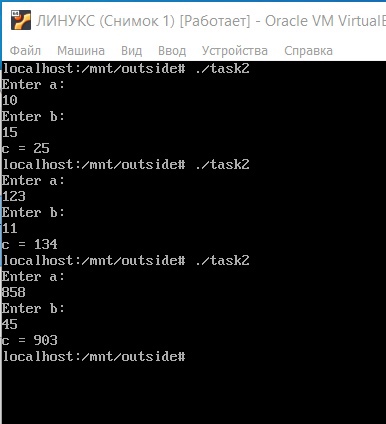 ЛИНУКС (Снимок 1) [Работает] - Oracle VM VirtualB
Файл Машина Вид Ввод Устройства Справка
localhost:/mnt/outside# ./task2
Enter a:
10
Enter b:
15
c = 25
localhost:/mnt/outside# ./task2
Enter a:
123
Enter b:
11
c = 134
localhost:/mnt/outside# ./task2
Enter a:
858
Enter b:
45
c = 903
localhost:/mnt/outside#